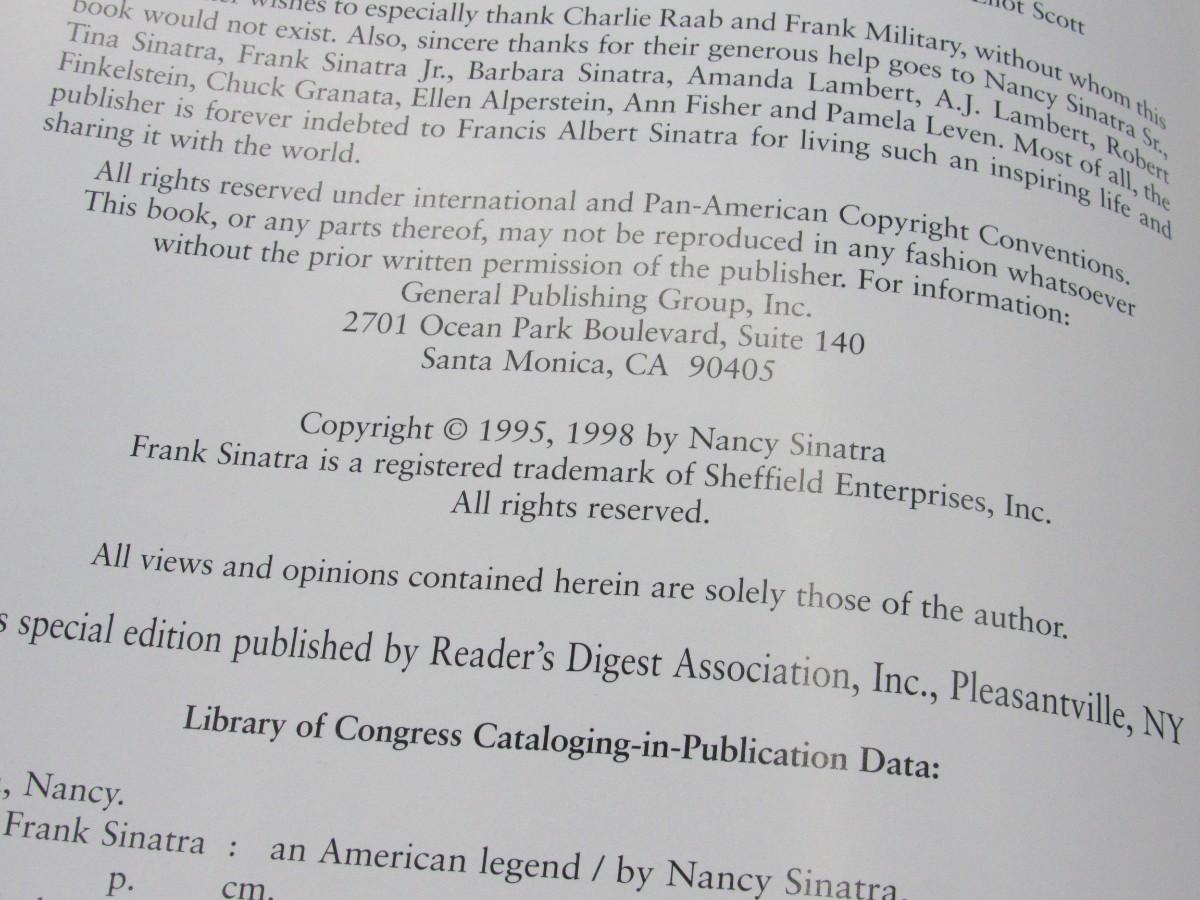 Scott
wishes to especially thank Charlie Raab and Frank Military, without whom this
book would not exist. Also, sincere thanks for their generous help goes to Nancy Sinatra Sr.,
Tina Sinatra, Frank Sinatra Jr., Barbara Sinatra, Amanda Lambert, A.J. Lambert, Robert
Finkelstein, Chuck Granata, Ellen Alperstein, Ann Fisher and Pamela Leven. Most of all, the
publisher is forever indebted to Francis Albert Sinatra for living such an inspiring life and
sharing it with the world.
All rights reserved under international and Pan-American Copyright Conventions.
This book, or any parts thereof, may not be reproduced in any fashion whatsoever
without the prior written permission of the publisher. For information:
General Publishing Group, Inc.
2701 Ocean Park Boulevard, Suite 140
Santa Monica, CA 90405
Copyright © 1995, 1998 by Nancy Sinatra
Frank Sinatra is a registered trademark of Sheffield Enterprises, Inc.
All rights reserved.
All views and opinions contained herein are solely those of the author.
s special edition published by Reader's Digest Association, Inc., Pleasantville, NY
Library of Congress Cataloging-in-Publication Data:
, Nancy.
Frank Sinatra : an American legend / by Nancy Sinatra.
p. cm.